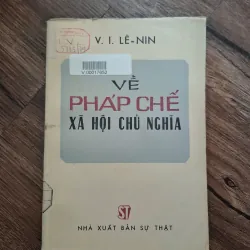 V. I. LÊ-NIN
VỀ
PHÁP CHẾ
XÃ HỘI CHỦ NGHĨA
ST
NHÀ XUẤT BẢN SỰ THẬT